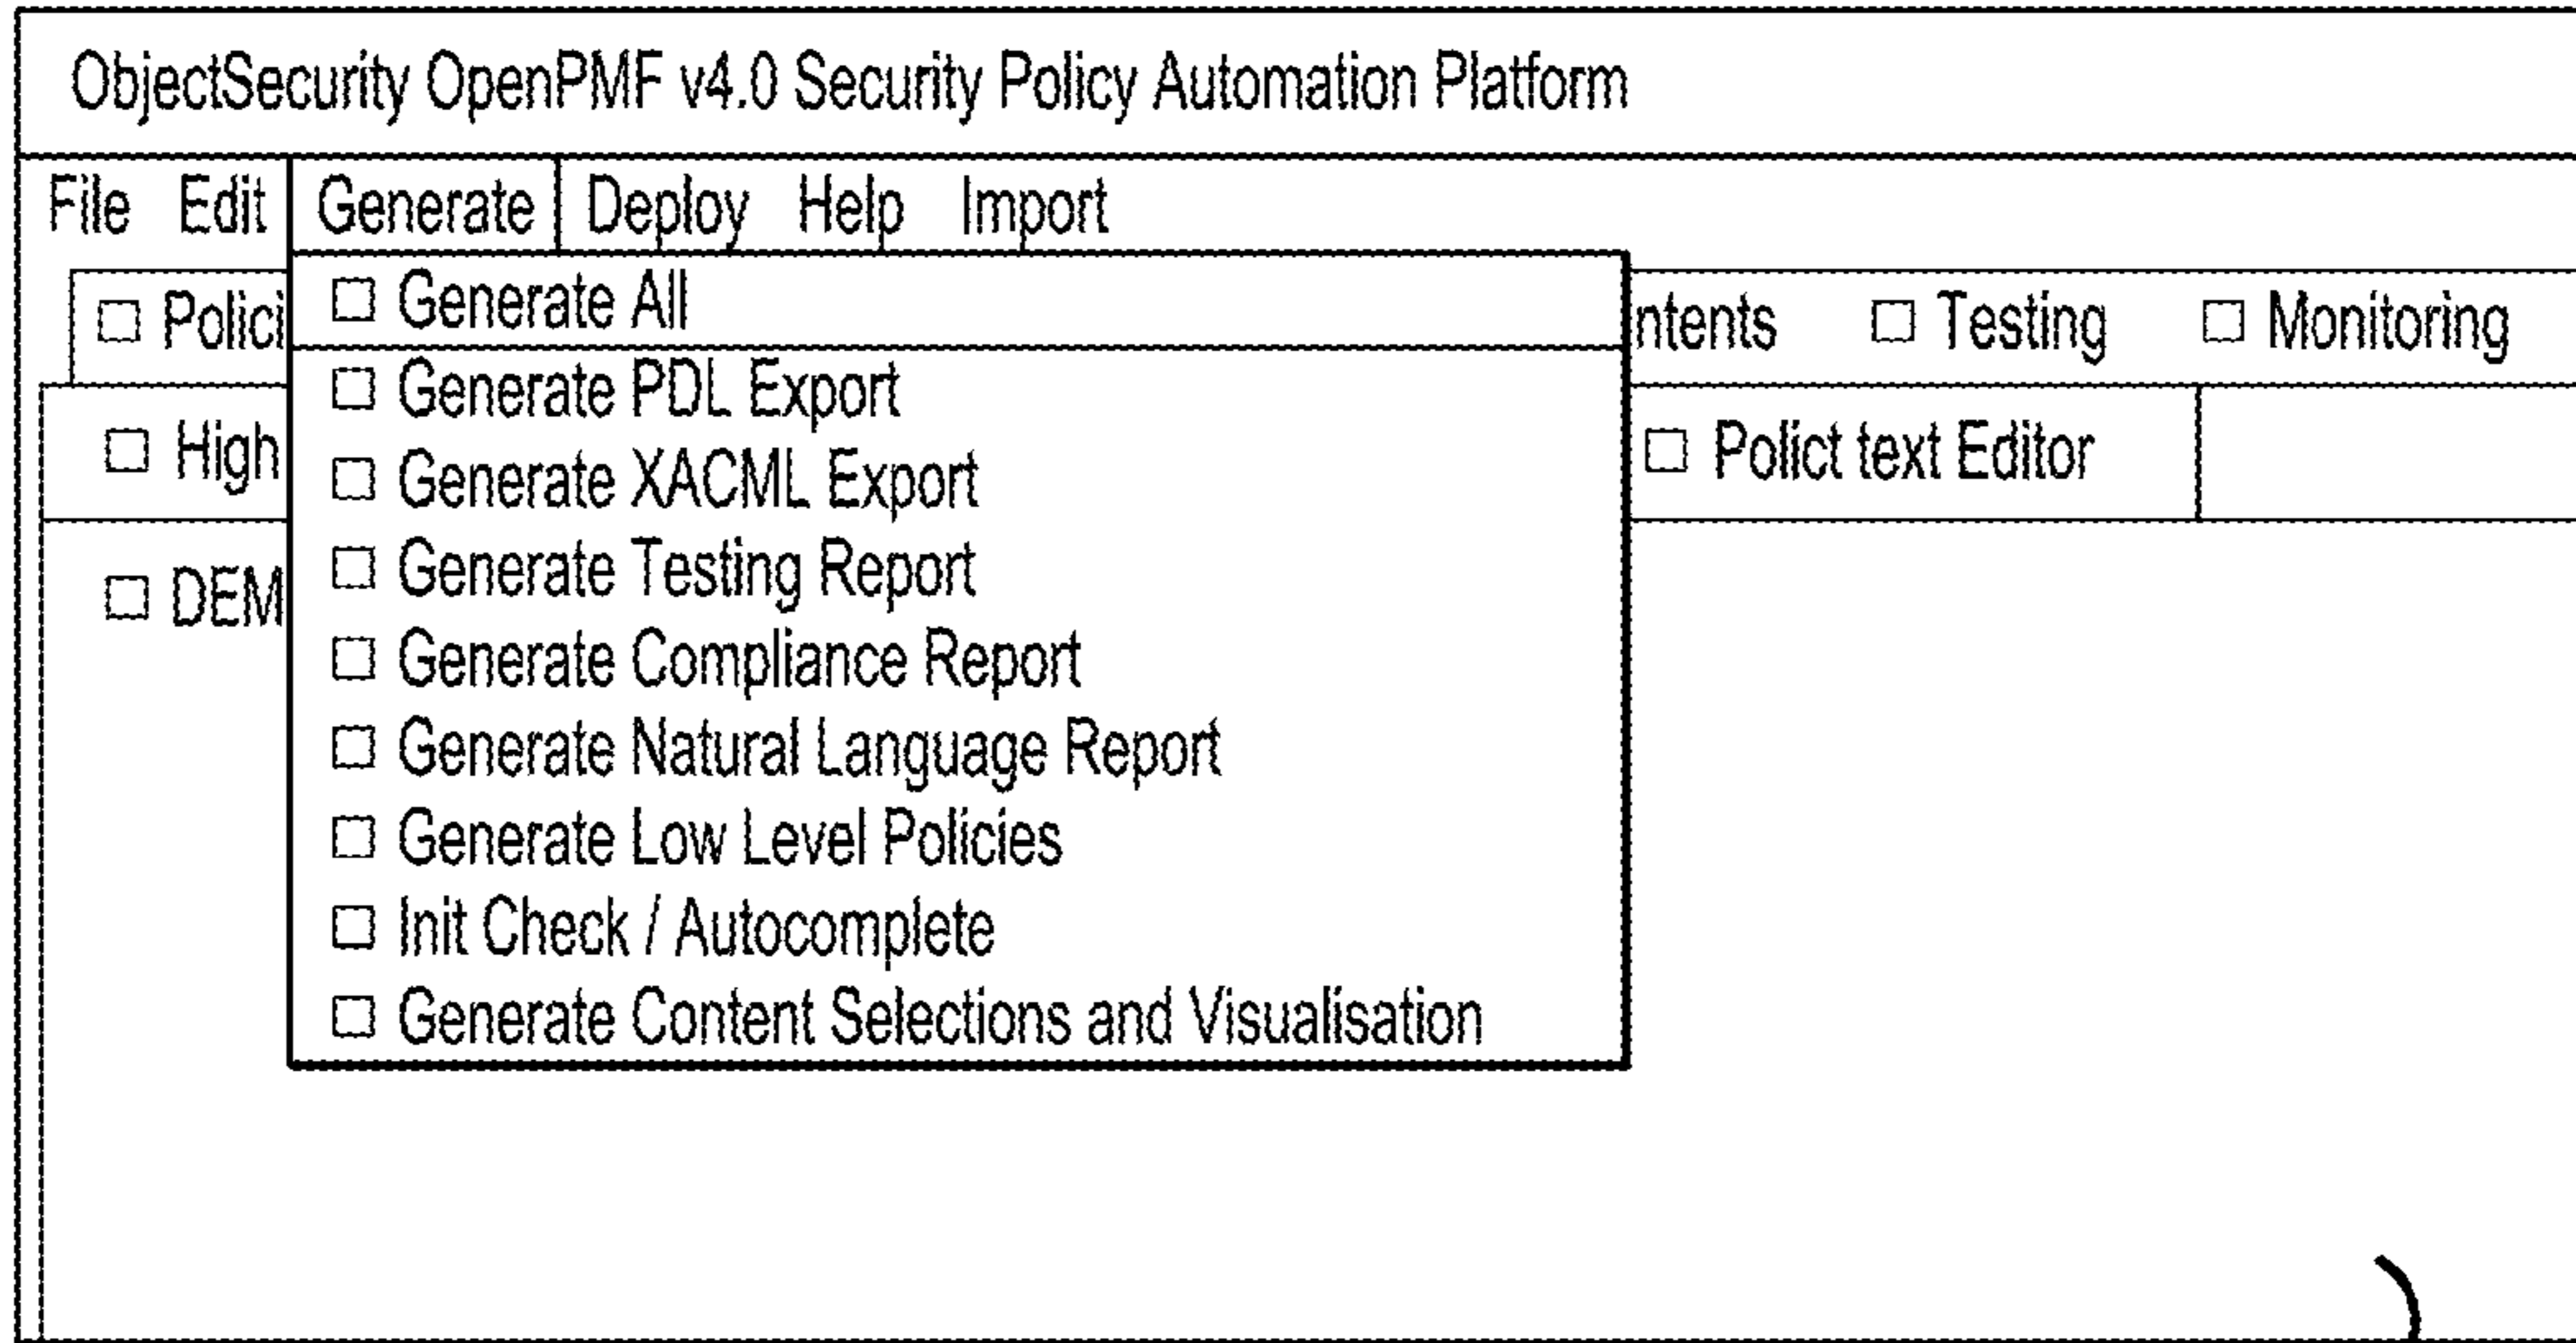 ObjectSecurity OpenPMF v4.0 Security Policy Automation Platform
File Edit Generate Deploy Help Import
Polici ntents Testing Monitoring
High Polict text Editor
DEM
Generate All
Generate PDL Export
Generate XACML Export
Generate Testing Report
Generate Compliance Report
Generate Natural Language Report
Generate Low Level Policies
Init Check / Autocomplete
Generate Content Selections and Visualisation